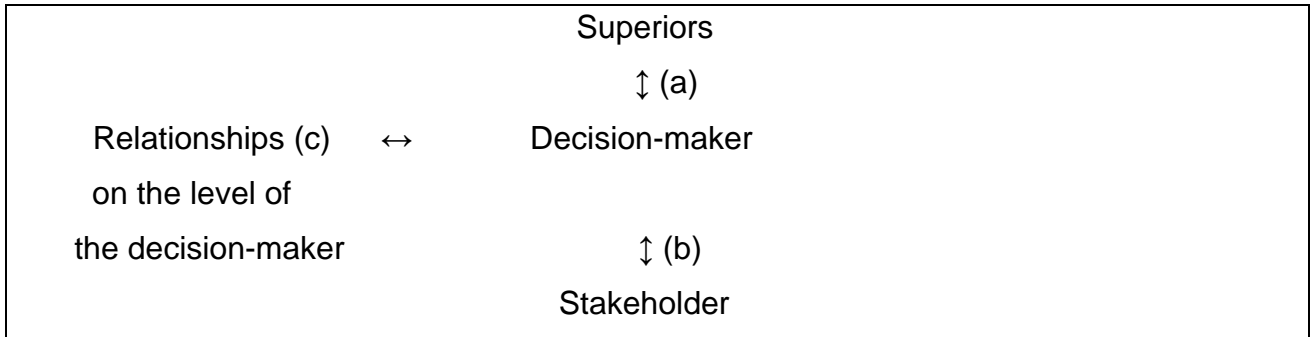 Superiors
↕ (a)
Relationships (c) ↔ Decision-maker
on the level of
the decision-maker ↕ (b)
Stakeholder